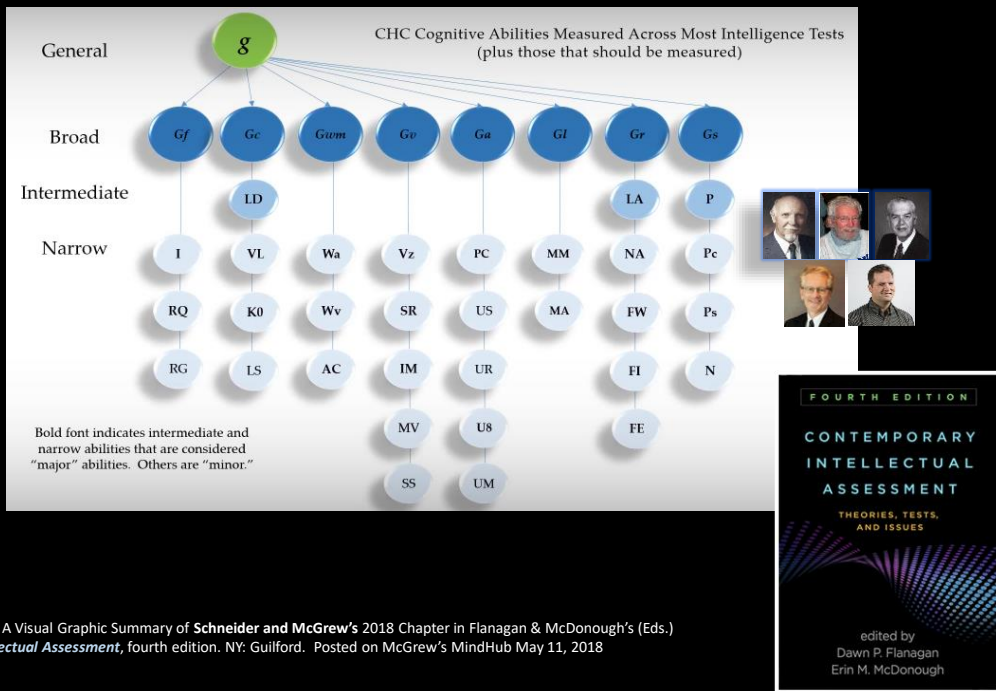 General
g
CHC Cognitive Abilities Measured Across Most Intelligence Tests
(plus those that should be measured)
Broad
Gf Gc Gwm Gv Ga Gl Gr Gs
Intermediate
LD LA P
Narrow
I VL Wa Vz PC MM NA Pc
RQ K0 Wv SR US MA FW Ps
RG LS AC IM UR FI N
MV U8 FE
SS UM
Bold font indicates intermediate and
narrow abilities that are considered
"major" abilities. Others are "minor."
FOURTH EDITION
CONTEMPORARY
INTELLECTUAL
ASSESSMENT
THEORIES, TESTS,
AND ISSUES
edited by
Dawn P. Flanagan
Erin M. McDonough
A Visual Graphic Summary of Schneider and McGrew's 2018 Chapter in Flanagan & McDonough's (Eds.)
ectual Assessment, fourth edition. NY: Guilford. Posted on McGrew's MindHub May 11, 2018